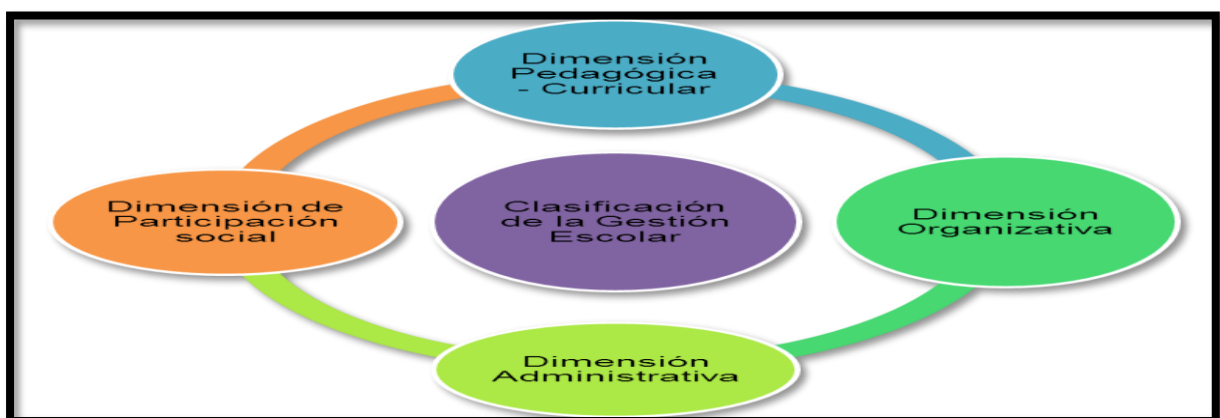 Dimensión
Pedagógica
- Curricular
Dimensión de
Participación
social
Clasificación
de la Gestión
Escolar
Dimensión
Organizativa
Dimensión
Administrativa